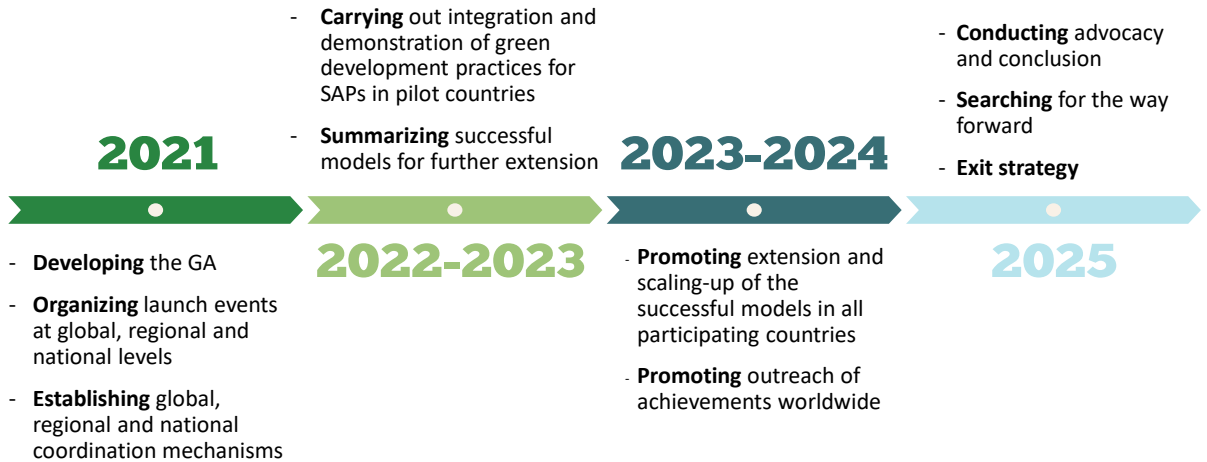 2021
- Developing the GA
- Organizing launch events
at global, regional and
national levels
- Establishing global,
regional and national
coordination mechanisms
- Carrying out integration and
demonstration of green
development practices for
SAPs in pilot countries
- Summarizing successful
models for further extension
2022-2023
2023-2024
- Promoting extension and
scaling-up of the
successful models in all
participating countries
- Promoting outreach of
achievements worldwide
- Conducting advocacy
and conclusion
- Searching for the way
forward
- Exit strategy
2025